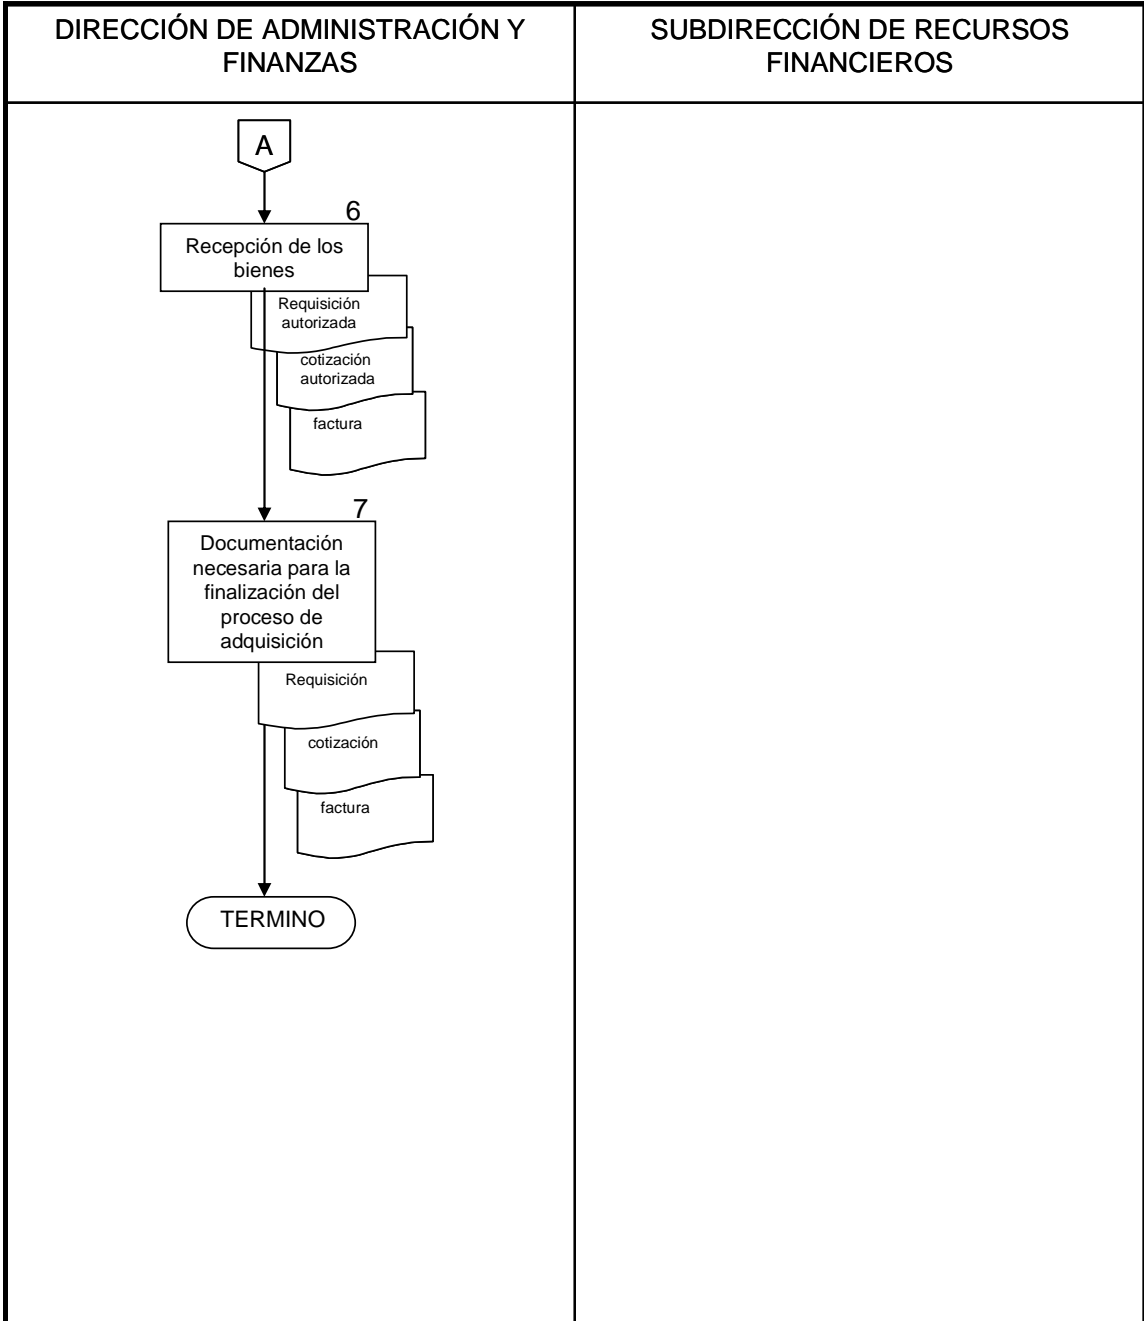 DIRECCIÓN DE ADMINISTRACIÓN Y
FINANZAS
SUBDIRECCIÓN DE RECURSOS
FINANCIEROS
A
6
Recepción de los
bienes
Requisición
autorizada
cotización
autorizada
factura
7
Documentación
necesaria para la
finalización del
proceso de
adquisición
Requisición
cotización
factura
TERMINO